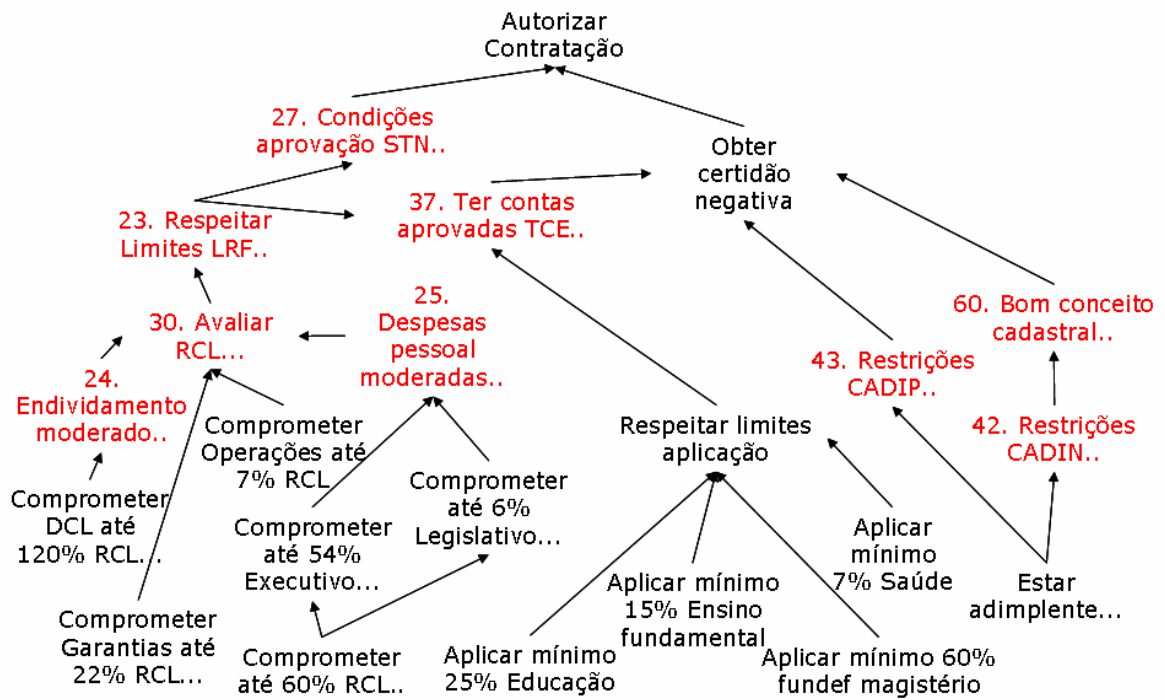 Autorizar
Contratação
27. Condições
aprovação STN..
Obter
certidão
negativa
37. Ter contas
aprovadas TCE..
23. Respeitar
Limites LRF..
25.
Despesas
pessoal
moderadas..
30. Avaliar
RCL...
60. Bom conceito
cadastral..
43. Restrições
CADIP..
24.
Endividamento
moderado..
Comprometer
Operações até
7% RCL
Respeitar limites
aplicação
42. Restrições
CADIN..
Comprometer
DCL até
120% RCL...
Comprometer
até 6%
Legislativo...
Comprometer
até 54%
Executivo...
Aplicar
mínimo
7% Saúde
Estar
adimplente...
Aplicar mínimo
15% Ensino
fundamental
Comprometer
Garantias até
22% RCL...
Comprometer
até 60% RCL..
Aplicar mínimo
25% Educação
Aplicar mínimo 60%
fundef magistério